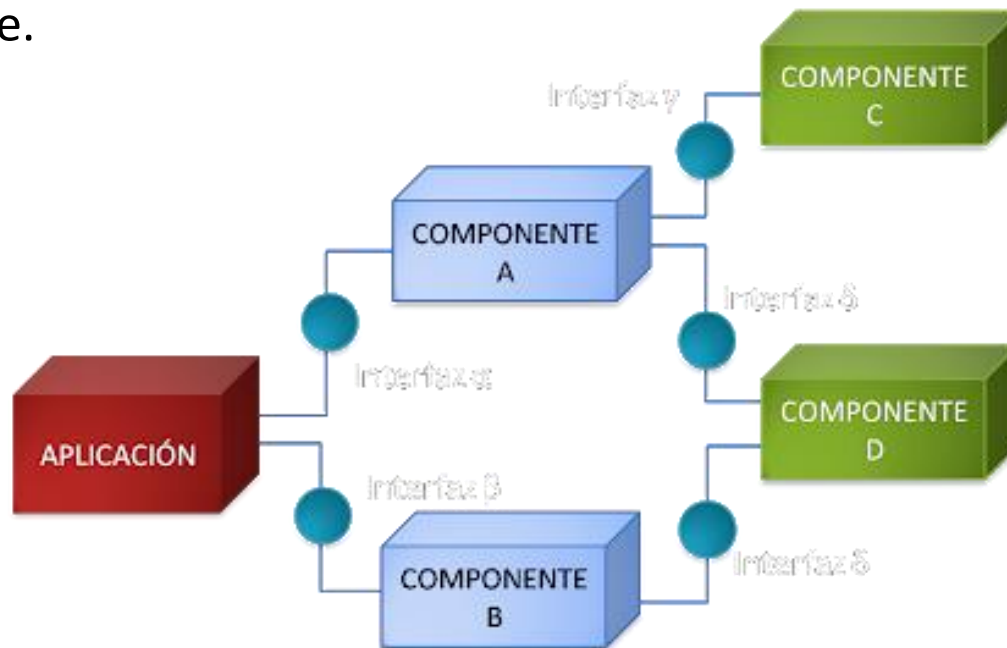 e.
COMPONENTE
C
Interfaz γ
COMPONENTE
A
Interfaz δ
Interfaz α
COMPONENTE
D
APLICACIÓN
Interfaz β
COMPONENTE
B
Interfaz δ